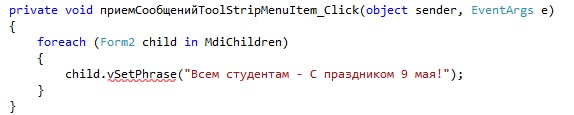 private void приемСообщенийToolStripMenuItem_Click(object sender, EventArgs e)
{
    foreach (Form2 child in MdiChildren)
    {
        child.vSetPhrase("Всем студентам - С праздником 9 мая!");
    }
}